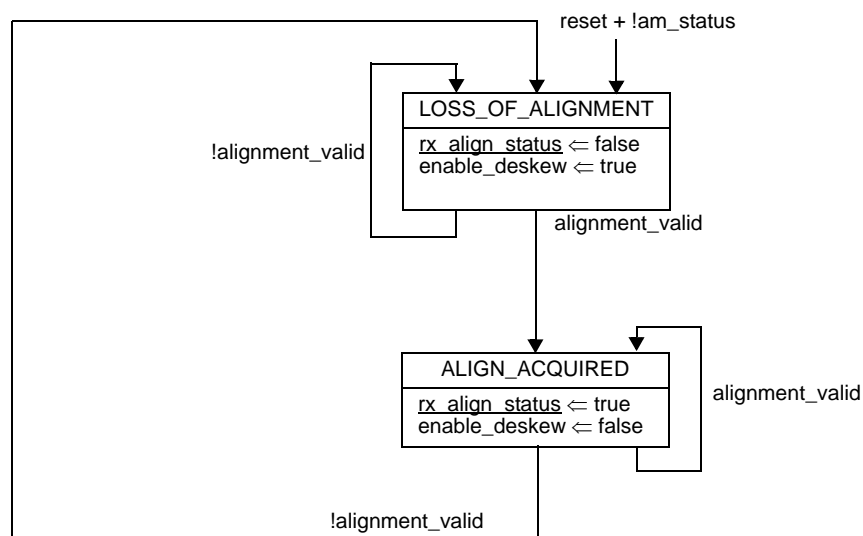 reset + !am_status
LOSS_OF_ALIGNMENT
rx_align_status ⇐ false
enable_deskew ⇐ true
!alignment_valid
alignment_valid
ALIGN_ACQUIRED
rx_align_status ⇐ true
enable_deskew ⇐ false
alignment_valid
!alignment_valid